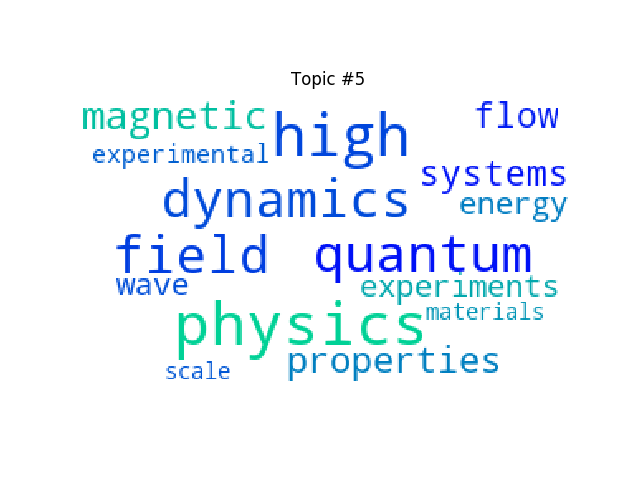 Topic #5
magnetic
high
flow
experimental
systems
dynamics
energy
field
quantum
wave
experiments
physics
materials
properties
scale